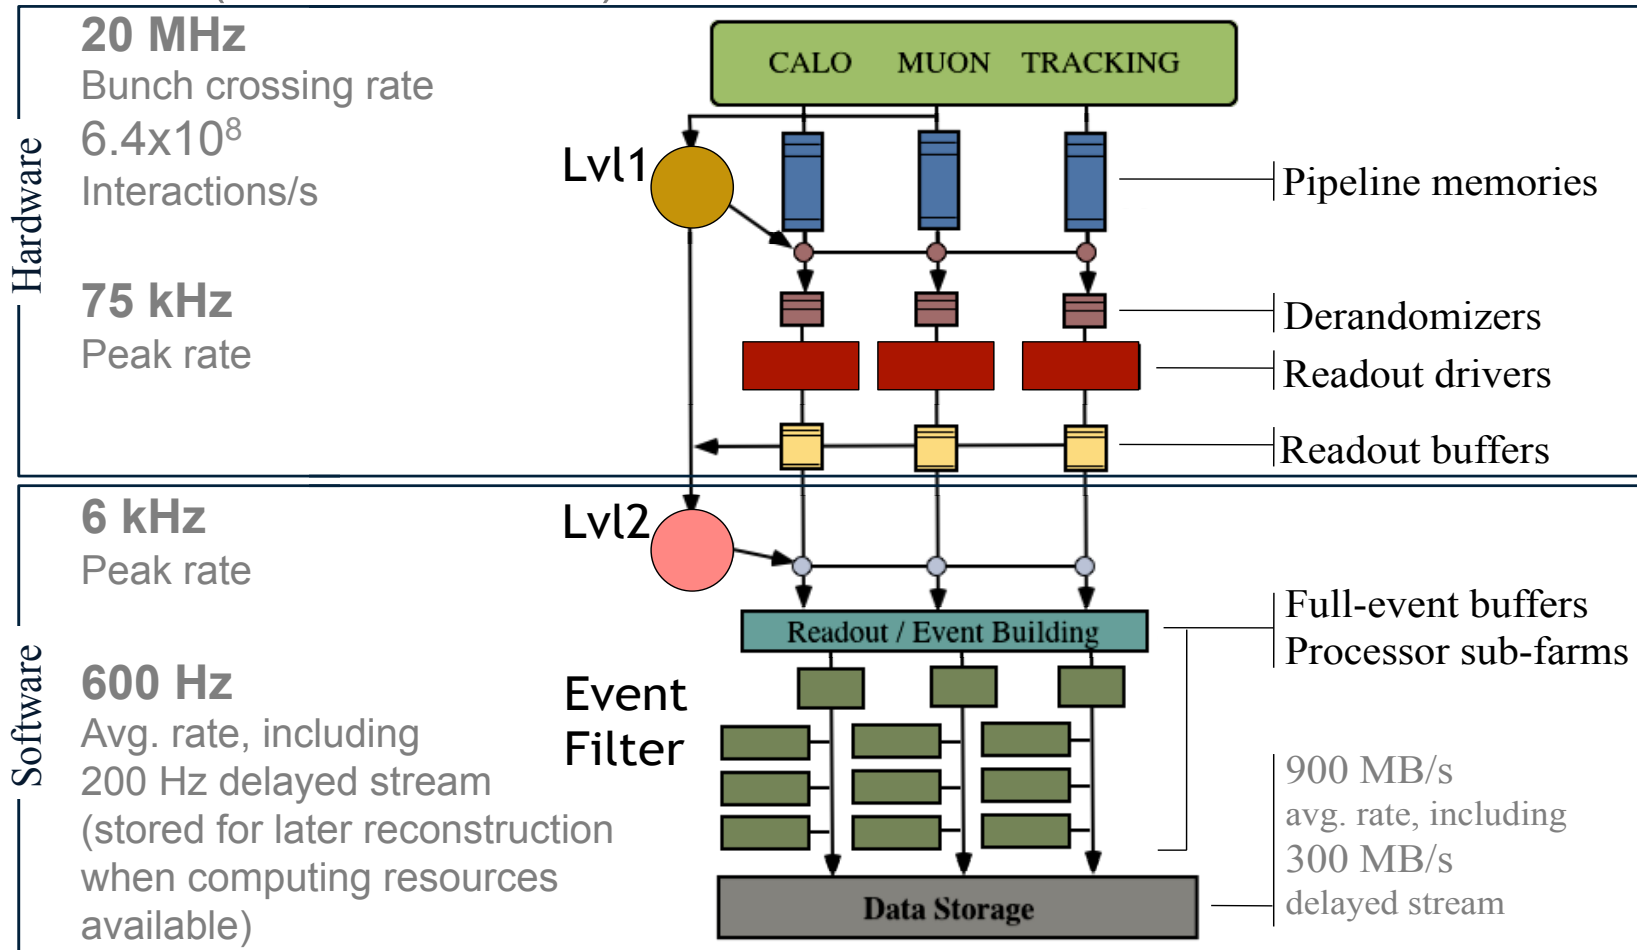 Hardware
20 MHz
Bunch crossing rate
6.4x10⁸
Interactions/s
75 kHz
Peak rate
CALO MUON TRACKING
Lvl1
Pipeline memories
Derandomizers
Readout drivers
Readout buffers
Software
6 kHz
Peak rate
600 Hz
Avg. rate, including
200 Hz delayed stream
(stored for later reconstruction
when computing resources
available)
Lvl2
Readout / Event Building
Event
Filter
Data Storage
Full-event buffers
Processor sub-farms
900 MB/s
avg. rate, including
300 MB/s
delayed stream